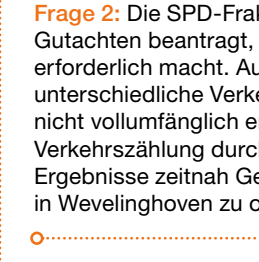 Frage 2: Die SPD-Frak
Gutachten beantragt,
erforderlich macht. Au
unterschiedliche Verke
nicht vollumfänglich e
Verkehrszählung durc
Ergebnisse zeitnah Ge
in Wevelinghoven zu o